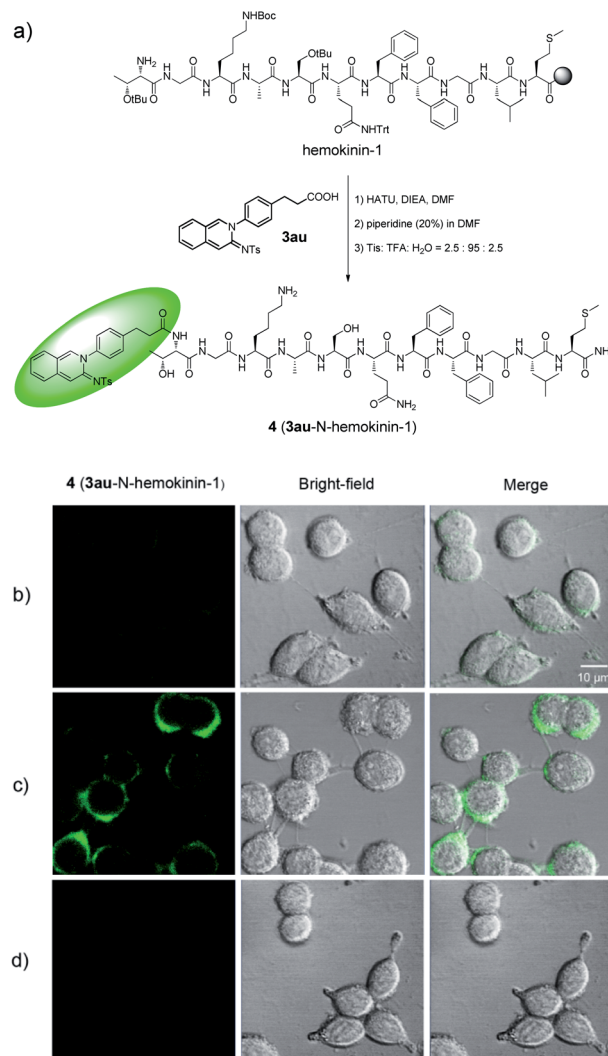 a)
NHBoc
S
NH2
O
H
N
OtBu
OtBu
O
NHTrt
hemokinin-1
COOH
N
NTs
3au
1) HATU, DIEA, DMF
2) piperidine (20%) in DMF
3) Tis: TFA: H2O = 2.5 : 95 : 2.5
NH2
S
O
NH
OH
H
N
OH
N
NTs
O
NH2
4 (3au-N-hemokinin-1)
4 (3au-N-hemokinin-1)
Bright-field
Merge
b)
10 μm
c)
d)